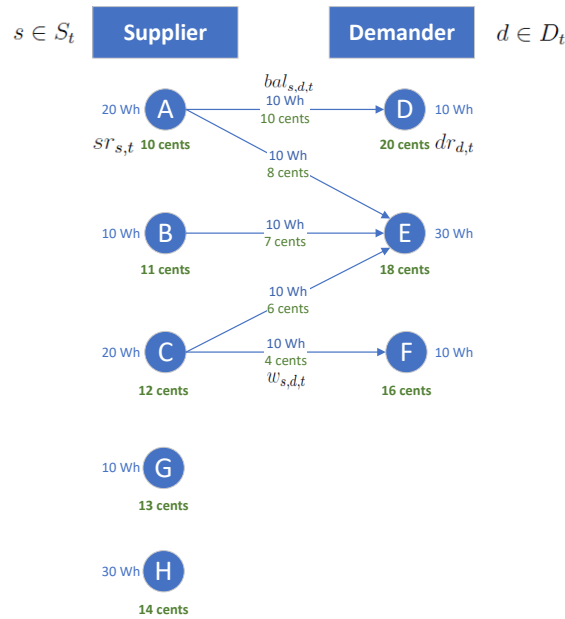 s ∈ S_t Supplier Demander d ∈ D_t
bal_{s,d,t}
20 Wh A 10 Wh D 10 Wh
10 cents
sr_{s,t} 10 cents 20 cents dr_{d,t}
10 Wh
8 cents
10 Wh B 10 Wh E 30 Wh
7 cents
11 cents 18 cents
10 Wh
6 cents
20 Wh C 10 Wh F 10 Wh
4 cents
w_{s,d,t}
12 cents 16 cents
10 Wh G
13 cents
30 Wh H
14 cents